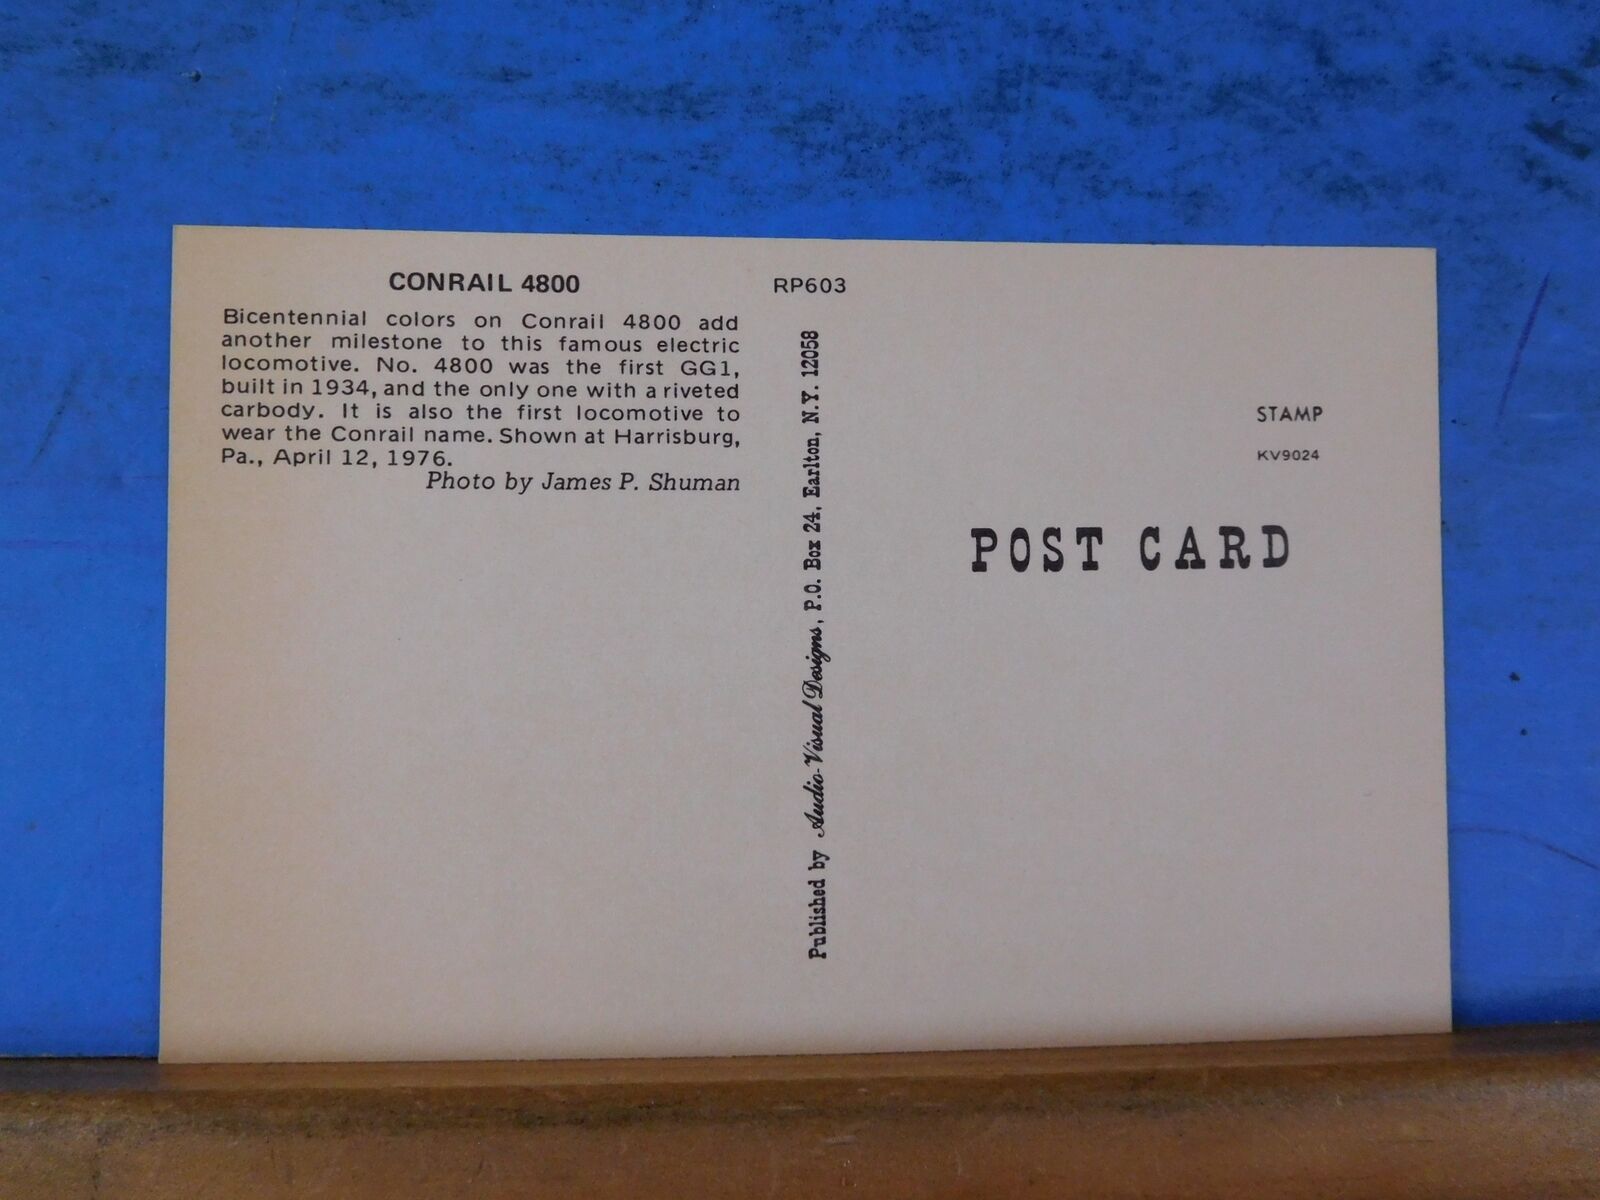 CONRAIL 4800
Bicentennial colors on Conrail 4800 add
another milestone to this famous electric
locomotive. No. 4800 was the first GG1,
built in 1934, and the only one with a riveted
carbody. It is also the first locomotive to
wear the Conrail name. Shown at Harrisburg,
Pa., April 12, 1976.
Photo by James P. Shuman
RP603
Published by Audio-Visual Designs, P.O. Box 24, Earlton, N.Y. 12058
STAMP
KV9024
POST CARD